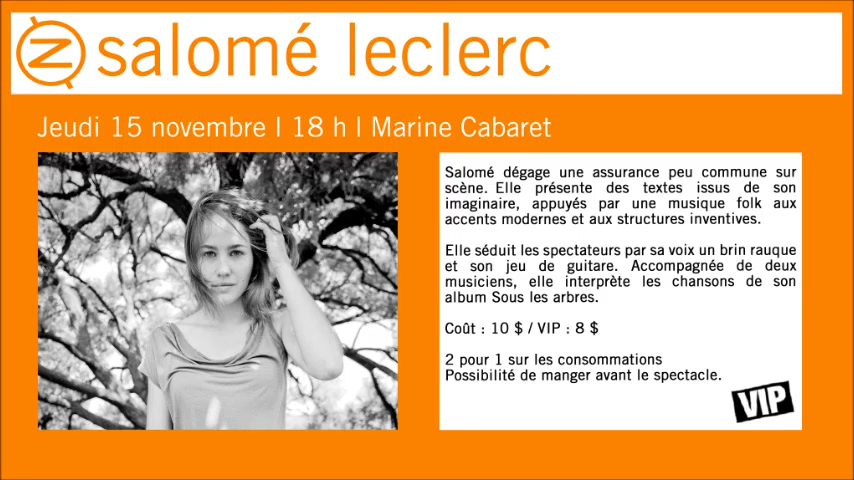 salomé leclerc
Jeudi 15 novembre | 18 h | Marine Cabaret
Salomé dégage une assurance peu commune sur
scène. Elle présente des textes issus de son
imaginaire, appuyés par une musique folk aux
accents modernes et aux structures inventives.
Elle séduit les spectateurs par sa voix un brin rauque
et son jeu de guitare. Accompagnée de deux
musiciens, elle interprète les chansons de son
album Sous les arbres.
Coût : 10 $ / VIP : 8 $
2 pour 1 sur les consommations
Possibilité de manger avant le spectacle.
VIP